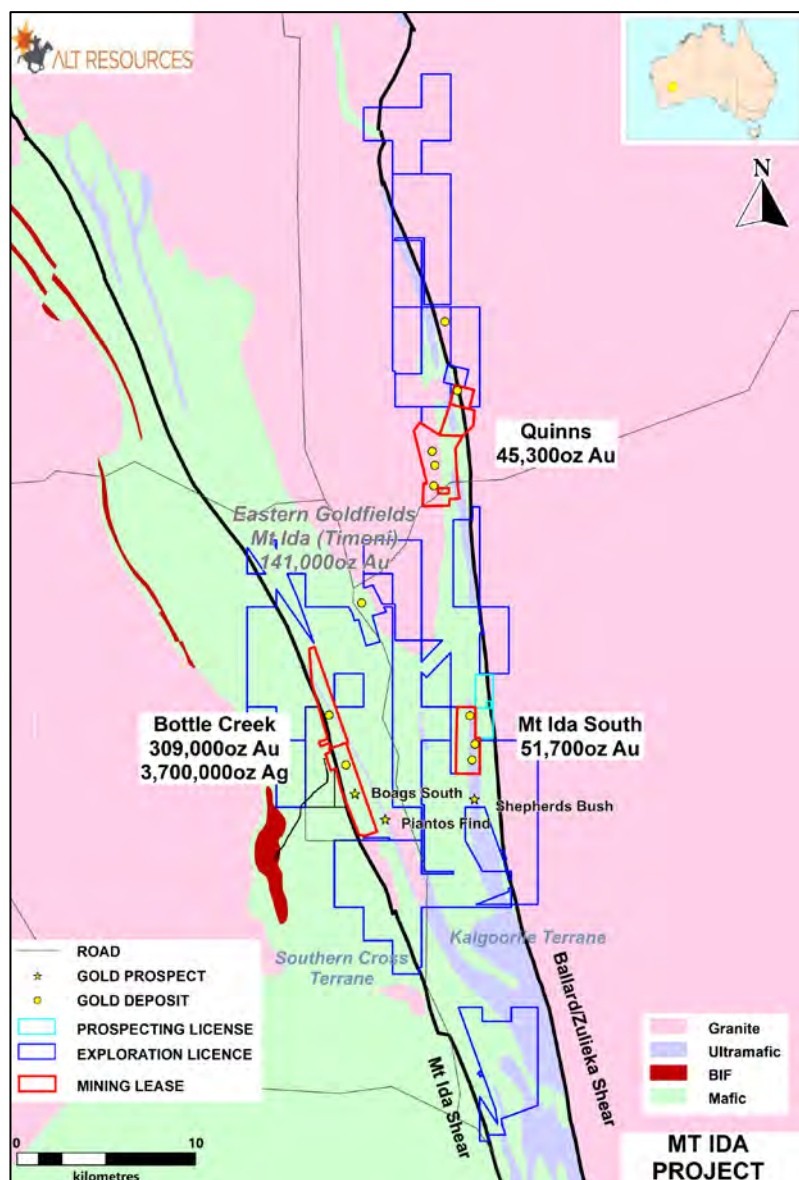 ALT RESOURCES
N
Quinns
45,300oz Au
Eastern Goldfields
Mt Ida (Timoni)
141,000oz Au
Bottle Creek
309,000oz Au
3,700,000oz Ag
Mt Ida South
51,700oz Au
Boags South
Shepherds Bush
Piantos Find
Kalgoorlie Terrane
Southern Cross
Terrane
Ballard/Zulieka Shear
Mt Ida Shear
ROAD
GOLD PROSPECT
GOLD DEPOSIT
PROSPECTING LICENSE
EXPLORATION LICENCE
MINING LEASE
0
10
kilometres
Granite
Ultramafic
BIF
Mafic
MT IDA
PROJECT